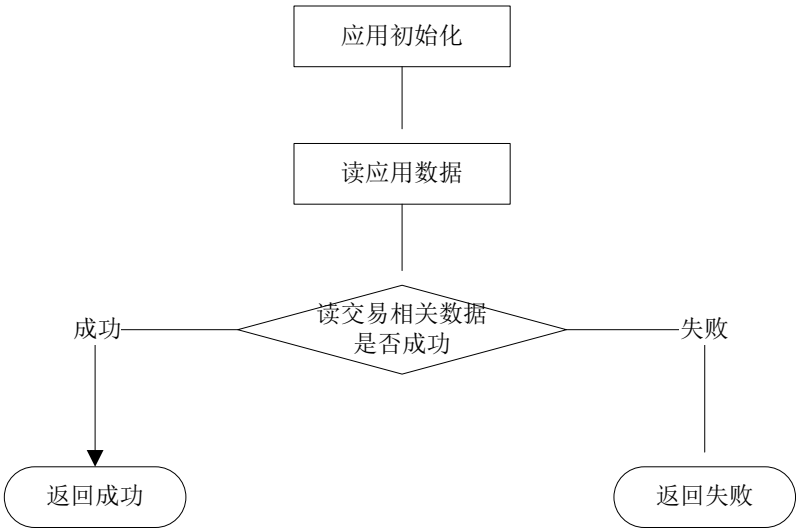 应用初始化
读应用数据
读交易相关数据
是否成功
成功
失败
返回成功
返回失败